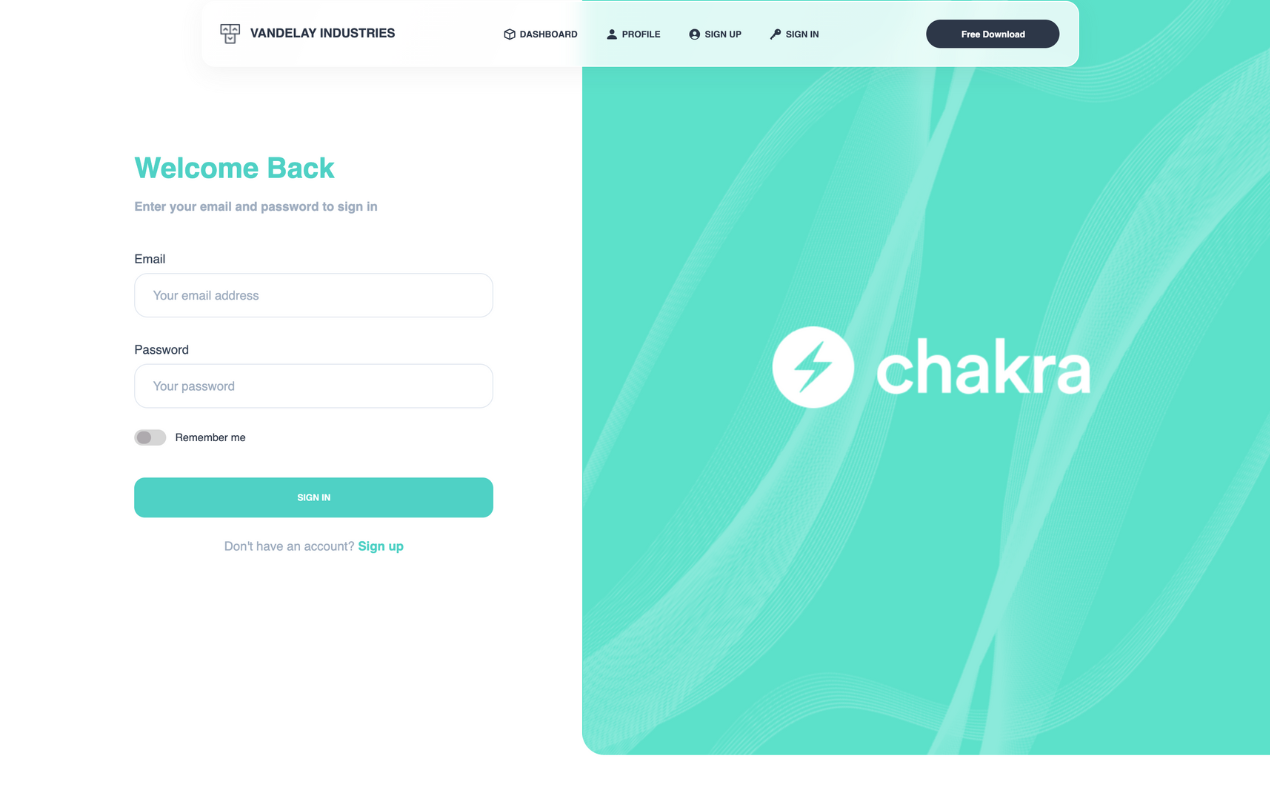 VANDELAY INDUSTRIES
DASHBOARD
PROFILE
SIGN UP
SIGN IN
Free Download
Welcome Back
Enter your email and password to sign in
Email
Your email address
Password
Your password
Remember me
SIGN IN
Don't have an account? Sign up
chakra